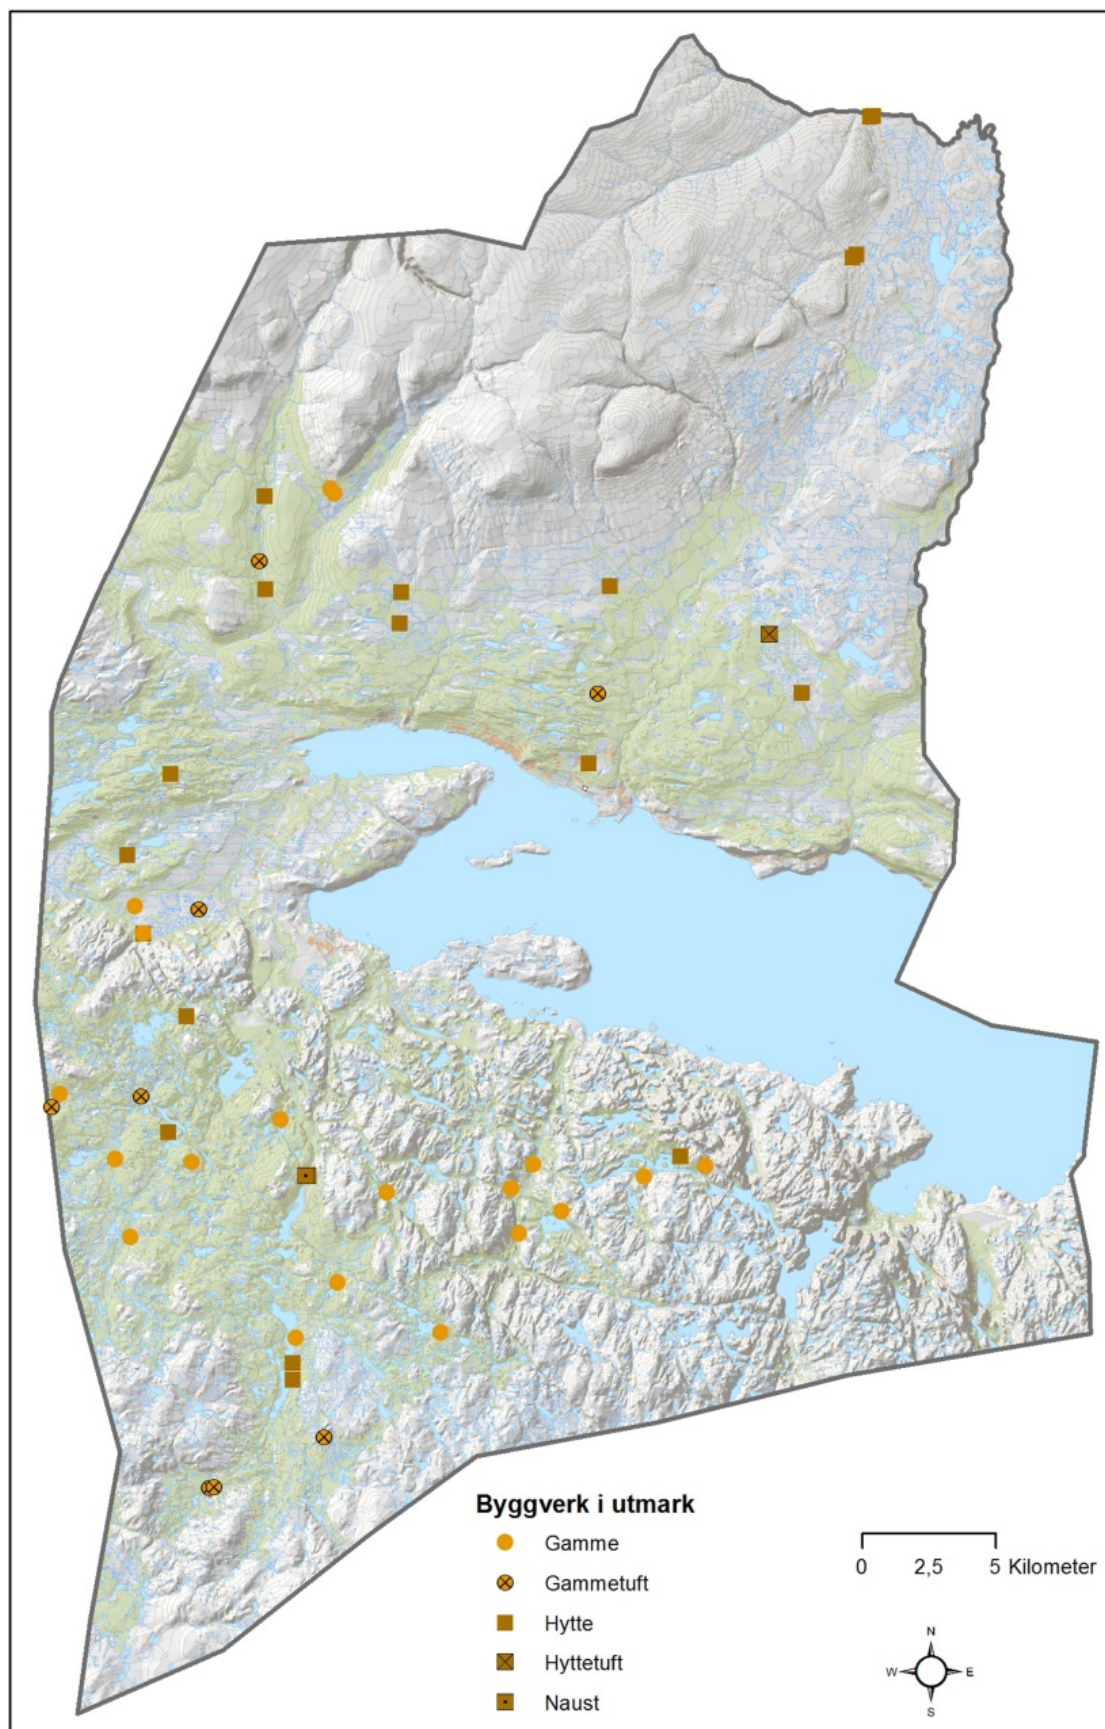 Byggverk i utmark
Gamme
Gammetuft
Hytte
Hyttetuft
Naust
0 2,5 5 Kilometer
N
W E
S